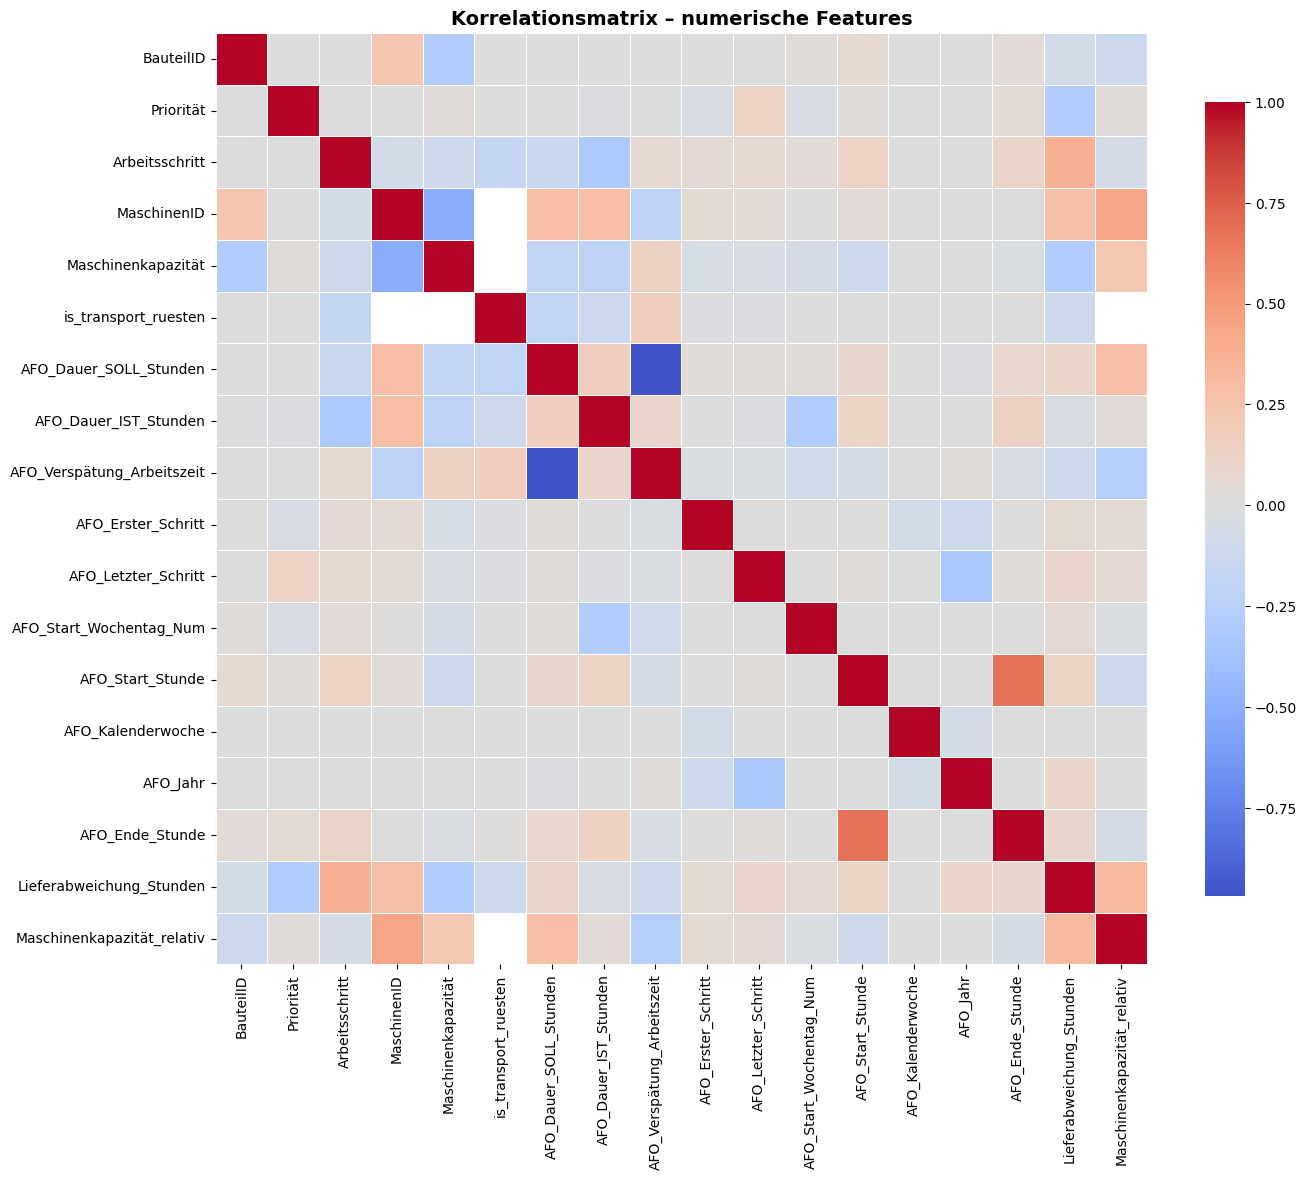 Korrelationsmatrix – numerische Features
BauteilID
Priorität
Arbeitsschritt
MaschinenID
Maschinenkapazität
is_transport_ruesten
AFO_Dauer_SOLL_Stunden
AFO_Dauer_IST_Stunden
AFO_Verspätung_Arbeitszeit
AFO_Erster_Schritt
AFO_Letzter_Schritt
AFO_Start_Wochentag_Num
AFO_Start_Stunde
AFO_Kalenderwoche
AFO_Jahr
AFO_Ende_Stunde
Lieferabweichung_Stunden
Maschinenkapazität_relativ
BauteilID
Priorität
Arbeitsschritt
MaschinenID
Maschinenkapazität
is_transport_ruesten
AFO_Dauer_SOLL_Stunden
AFO_Dauer_IST_Stunden
AFO_Verspätung_Arbeitszeit
AFO_Erster_Schritt
AFO_Letzter_Schritt
AFO_Start_Wochentag_Num
AFO_Start_Stunde
AFO_Kalenderwoche
AFO_Jahr
AFO_Ende_Stunde
Lieferabweichung_Stunden
Maschinenkapazität_relativ
1.00
0.75
0.50
0.25
0.00
−0.25
−0.50
−0.75